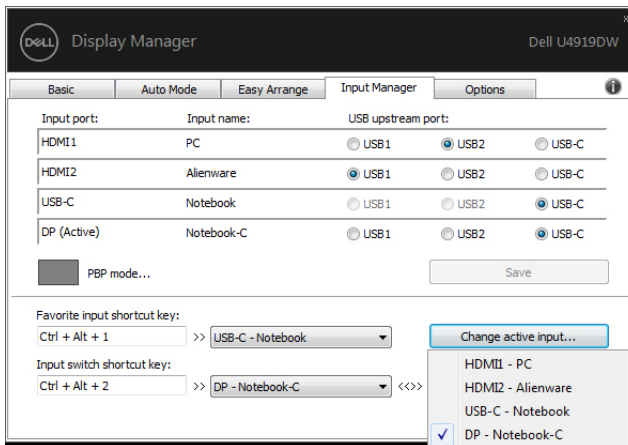 DELL Display Manager Dell U4919DW
Basic Auto Mode Easy Arrange Input Manager Options
Input port: Input name: USB upstream port:
HDMI1 PC USB1 USB2 USB-C
HDMI2 Alienware USB1 USB2 USB-C
USB-C Notebook USB1 USB2 USB-C
DP (Active) Notebook-C USB1 USB2 USB-C
PBP mode... Save
Favorite input shortcut key:
Ctrl + Alt + 1 >> USB-C - Notebook Change active input...
Input switch shortcut key:
Ctrl + Alt + 2 >> DP - Notebook-C <<>>
HDMI1 - PC
HDMI2 - Alienware
USB-C - Notebook
DP - Notebook-C